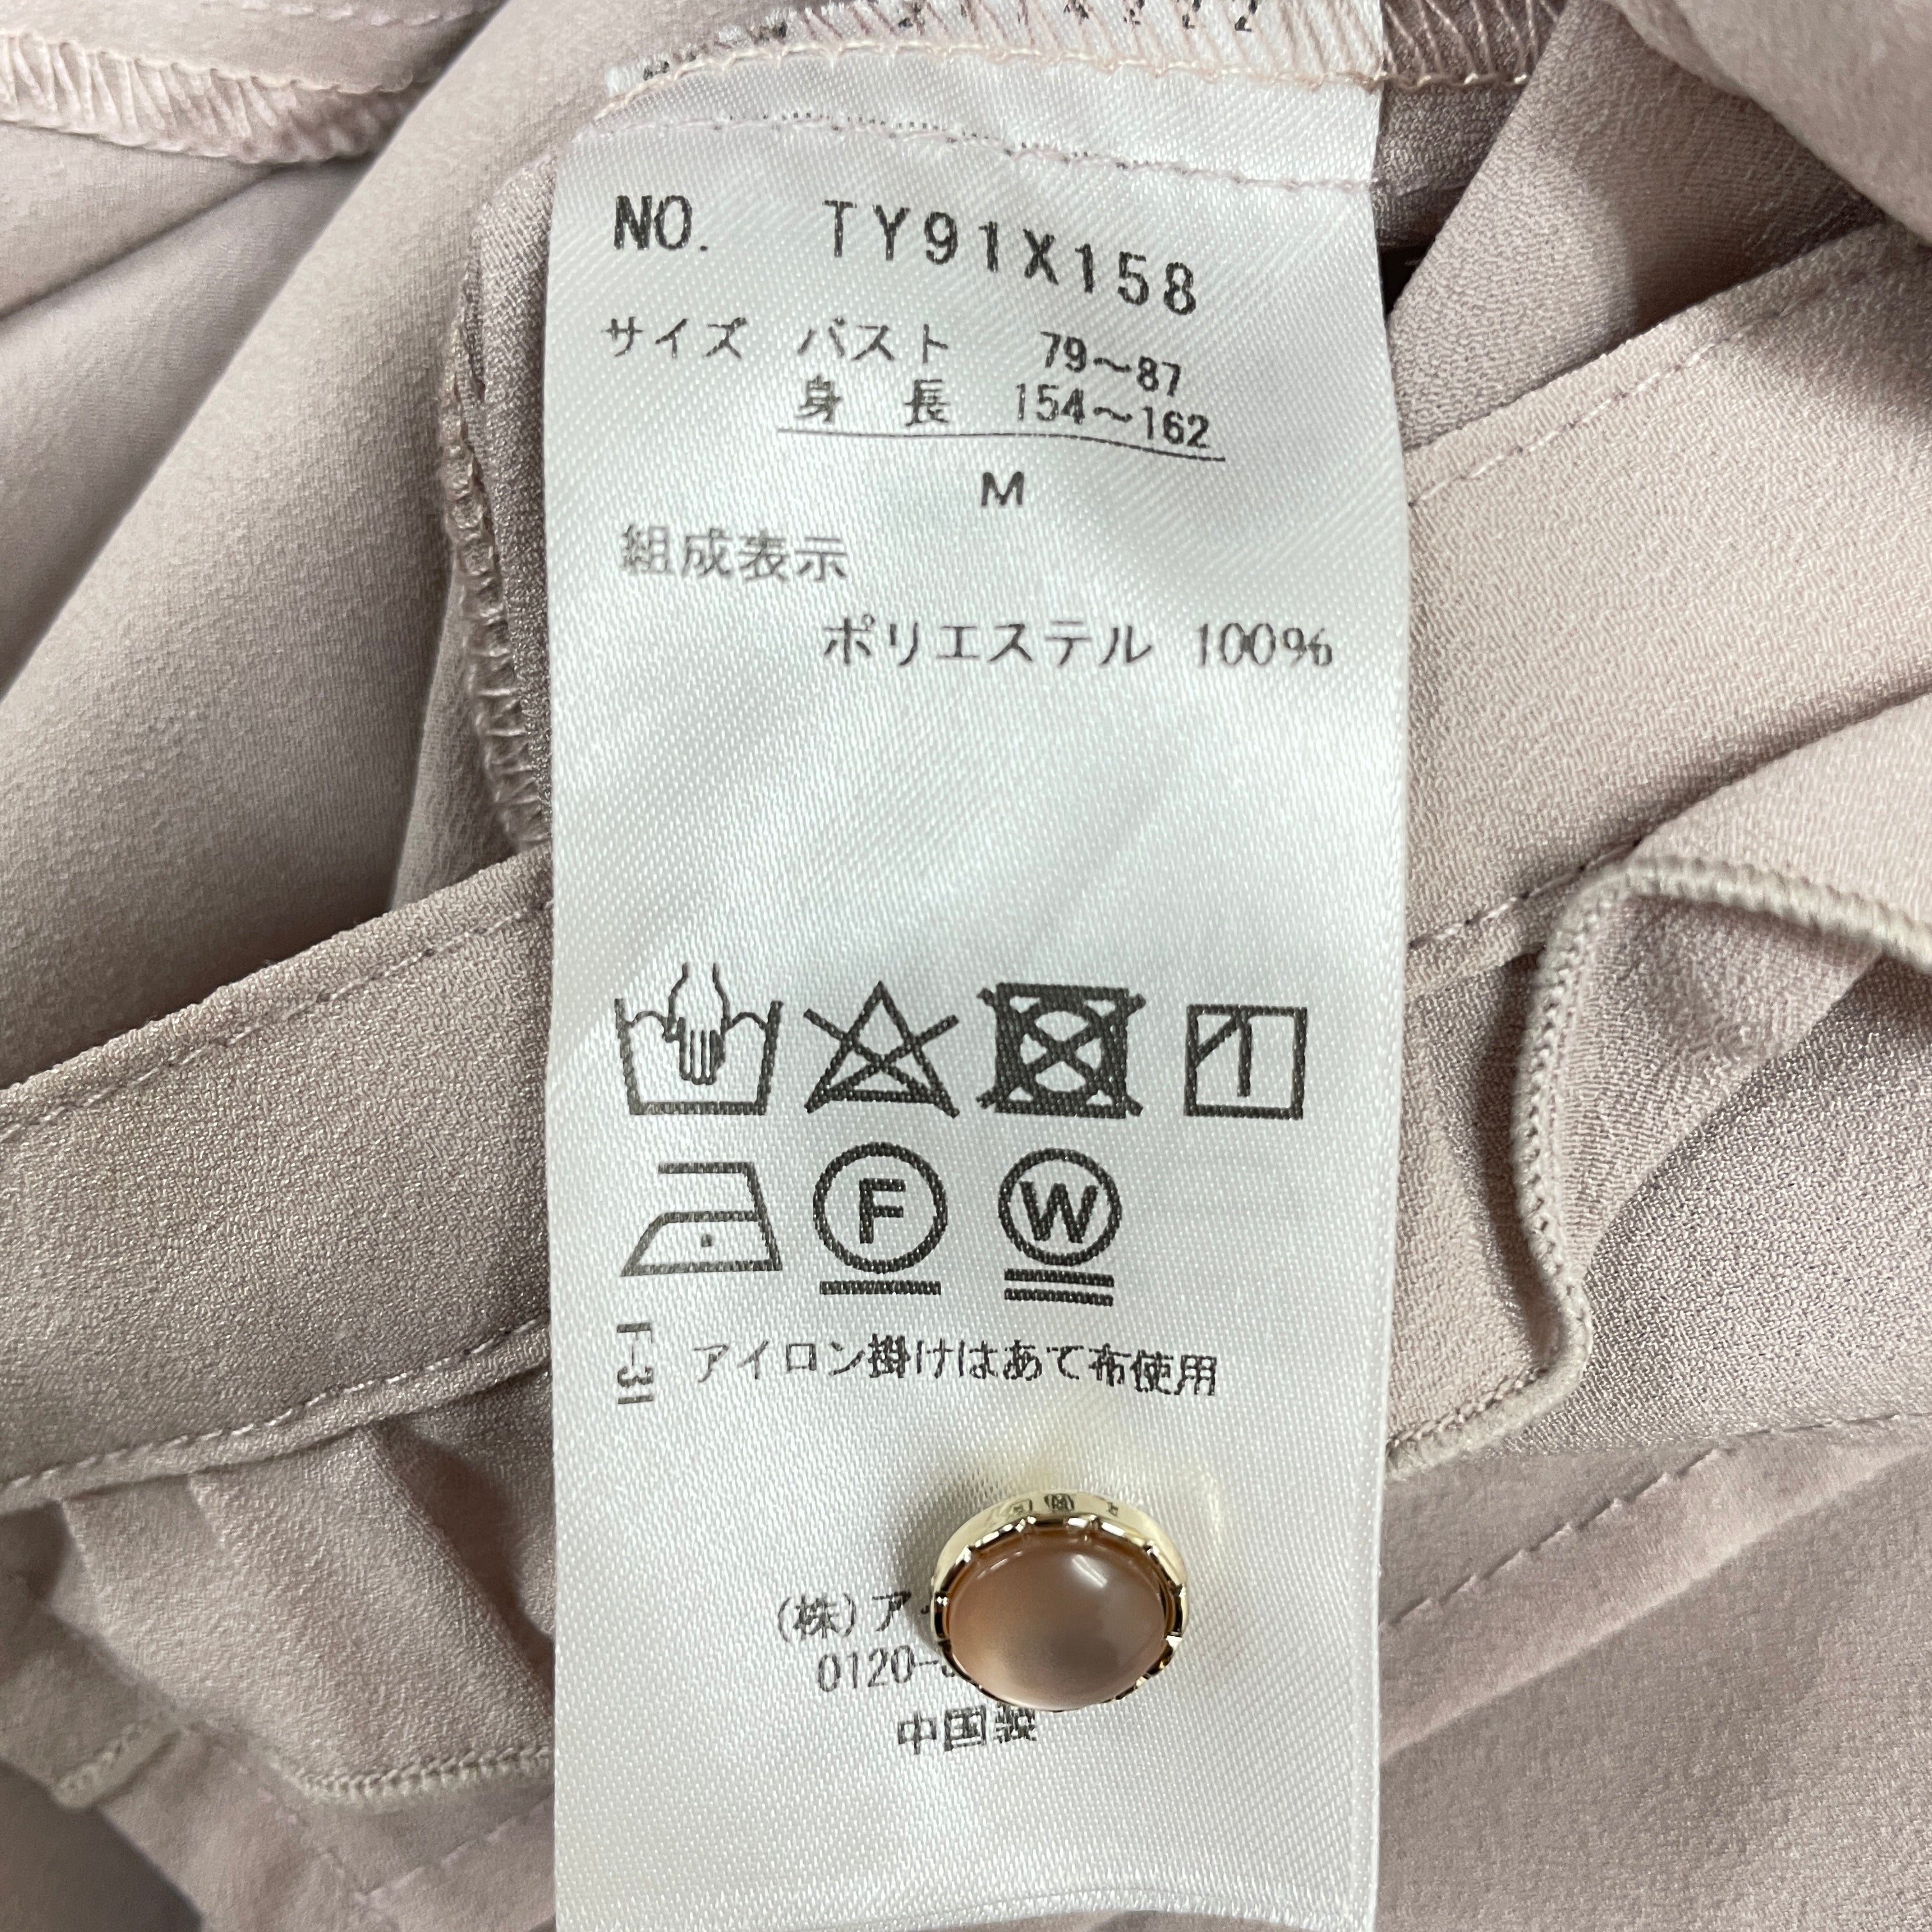 NO. TY91X158
サイズ バスト 79～87
身 長 154～162
M
組成表示
ポリエステル 100%
F
W
F-31
アイロン掛けはあて布使用
(株)
0120-
中国製